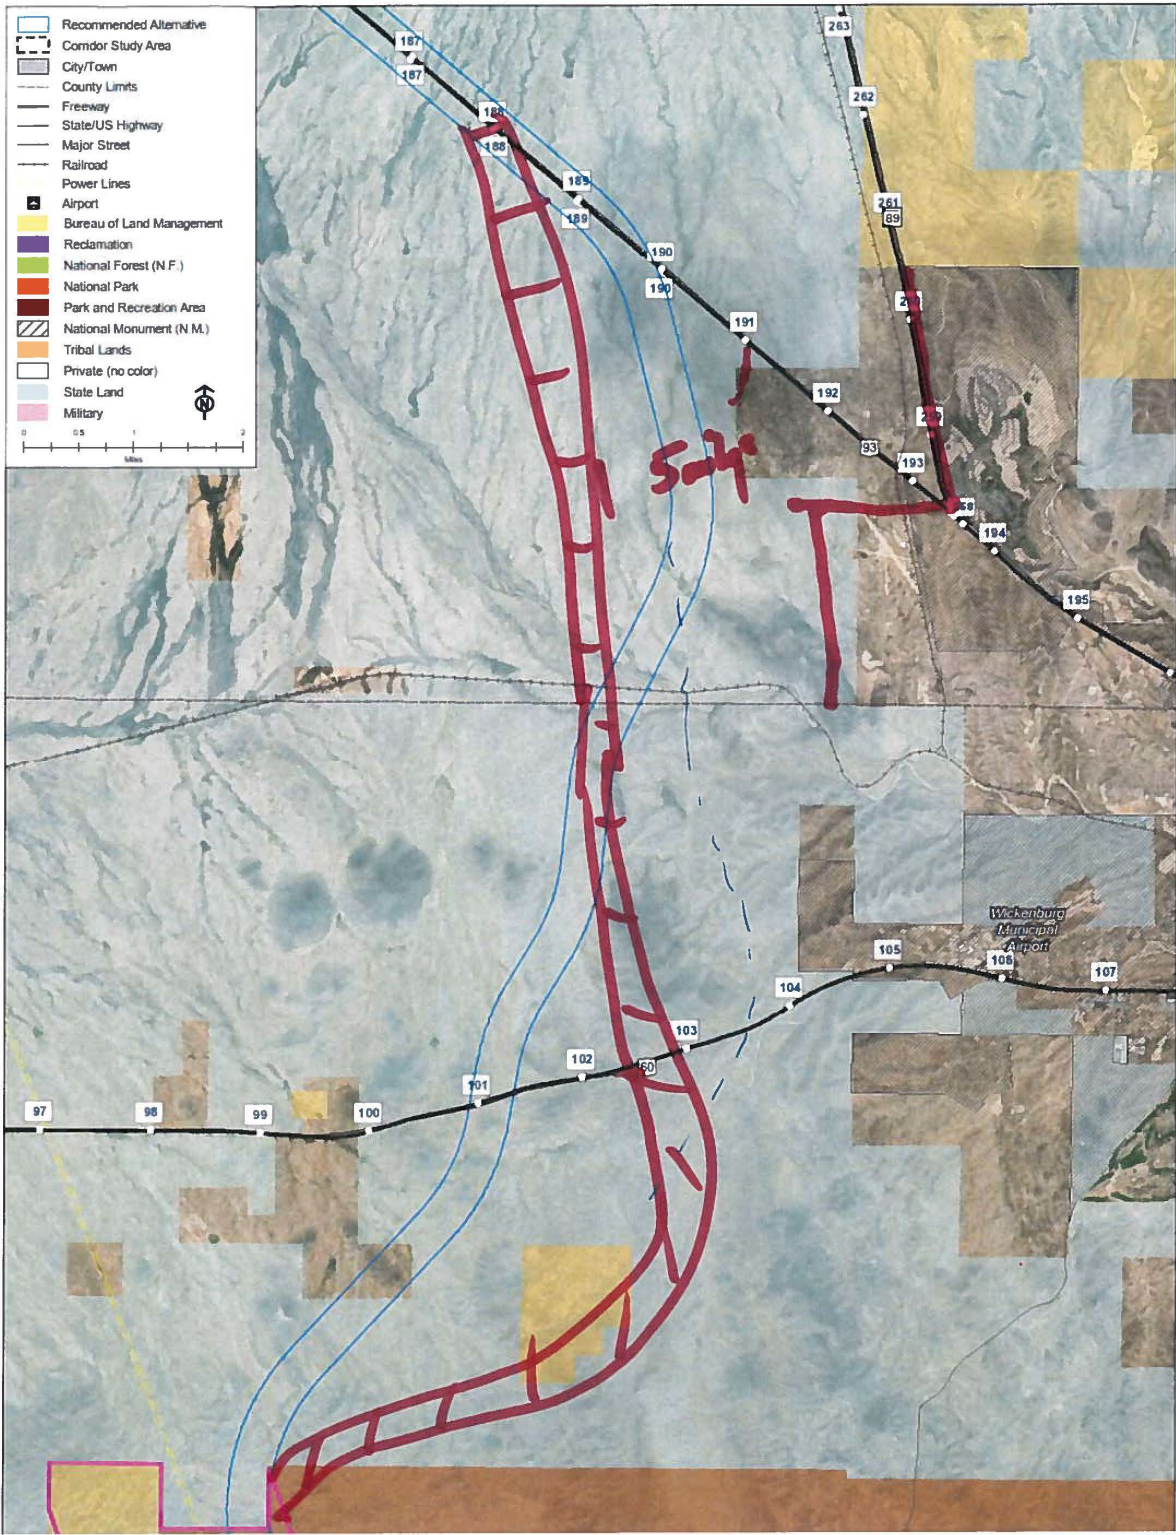 Recommended Alternative
Corridor Study Area
City/Town
County Limits
Freeway
State/US Highway
Major Street
Railroad
Power Lines
Airport
Bureau of Land Management
Reclamation
National Forest (N.F.)
National Park
Park and Recreation Area
National Monument (N.M.)
Tribal Lands
Private (no color)
State Land
Military
N
0 0.5 1 2
Miles
263
187
187
262
188
188
189
189
261
89
190
190
191
192
259
93
193
194
195
Wickenburg
Municipal
Airport
105
106
107
104
103
60
102
101
97
98
99
100